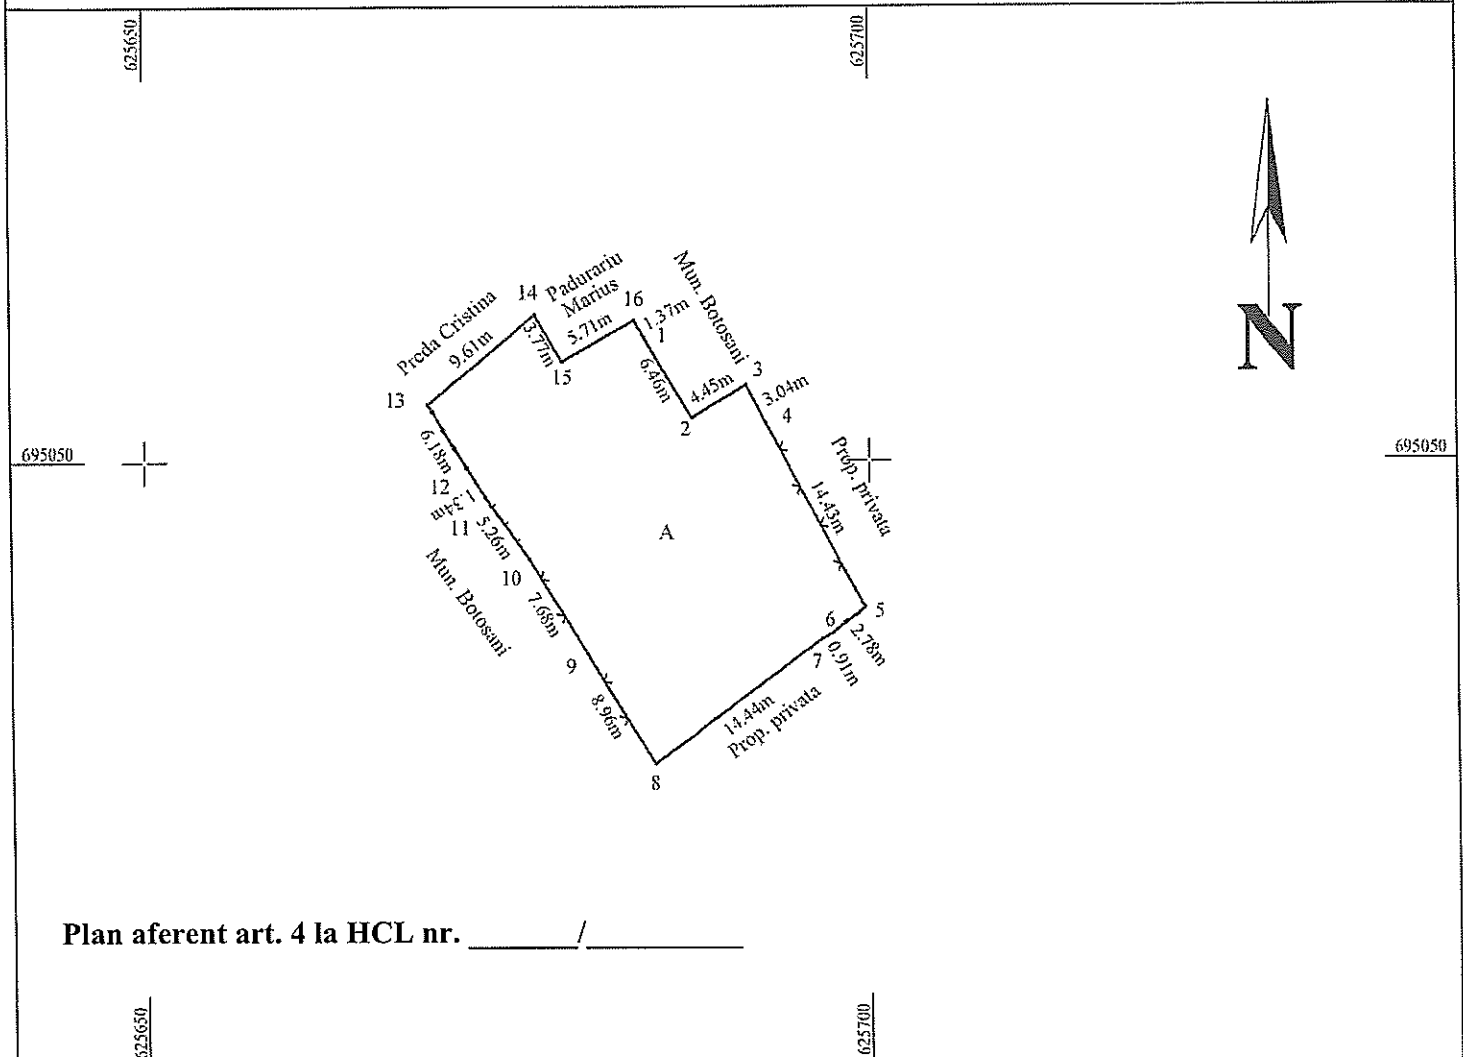 625650
625700
N
14
Padurariu
Marius
16
Mun. Botosani
Preda Cristina
9.61m
3.77m
5.71m
1.37m
1
15
3
13
6.46m
4.45m
3.04m
2
4
695050
695050
6.18m
Prop. privata
12
1.34m
14.43m
11
5.26m
A
Mun. Botosani
10
7.68m
5
6
2.78m
9
7
0.91m
8.96m
14.44m
Prop. privata
8
Plan aferent art. 4 la HCL nr. ______/________
625650
625700